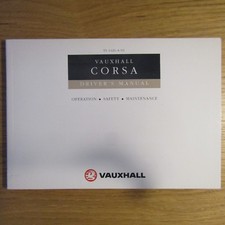 VAUXHALL
CORSA
DRIVER'S MANUAL
OPERATION • SAFETY • MAINTENANCE
VAUXHALL